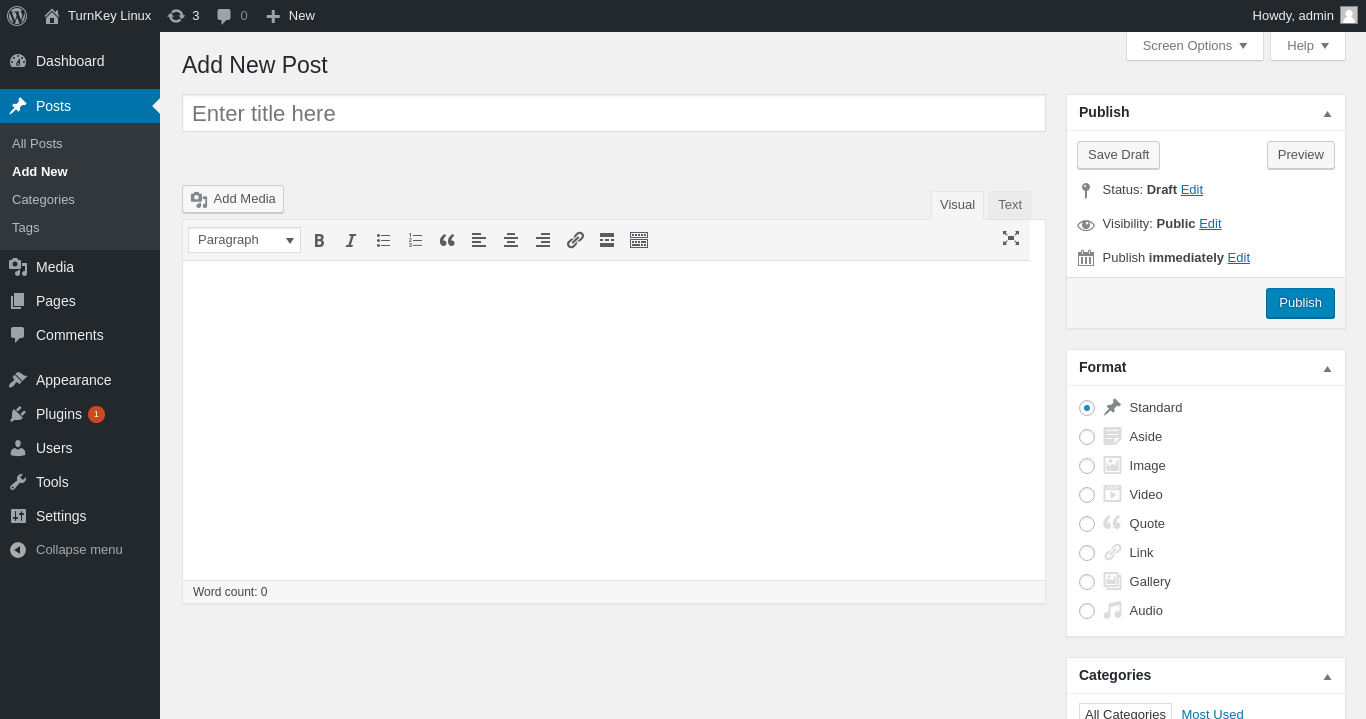 TurnKey Linux 3 0 New Howdy, admin
Screen Options Help
Dashboard
Posts
All Posts
Add New
Categories
Tags
Media
Pages
Comments
Appearance
Plugins 1
Users
Tools
Settings
Collapse menu
Add New Post
Enter title here
Add Media
Visual Text
Paragraph
Word count: 0
Publish
Save Draft Preview
Status: Draft Edit
Visibility: Public Edit
Publish immediately Edit
Publish
Format
Standard
Aside
Image
Video
Quote
Link
Gallery
Audio
Categories
All Categories Most Used